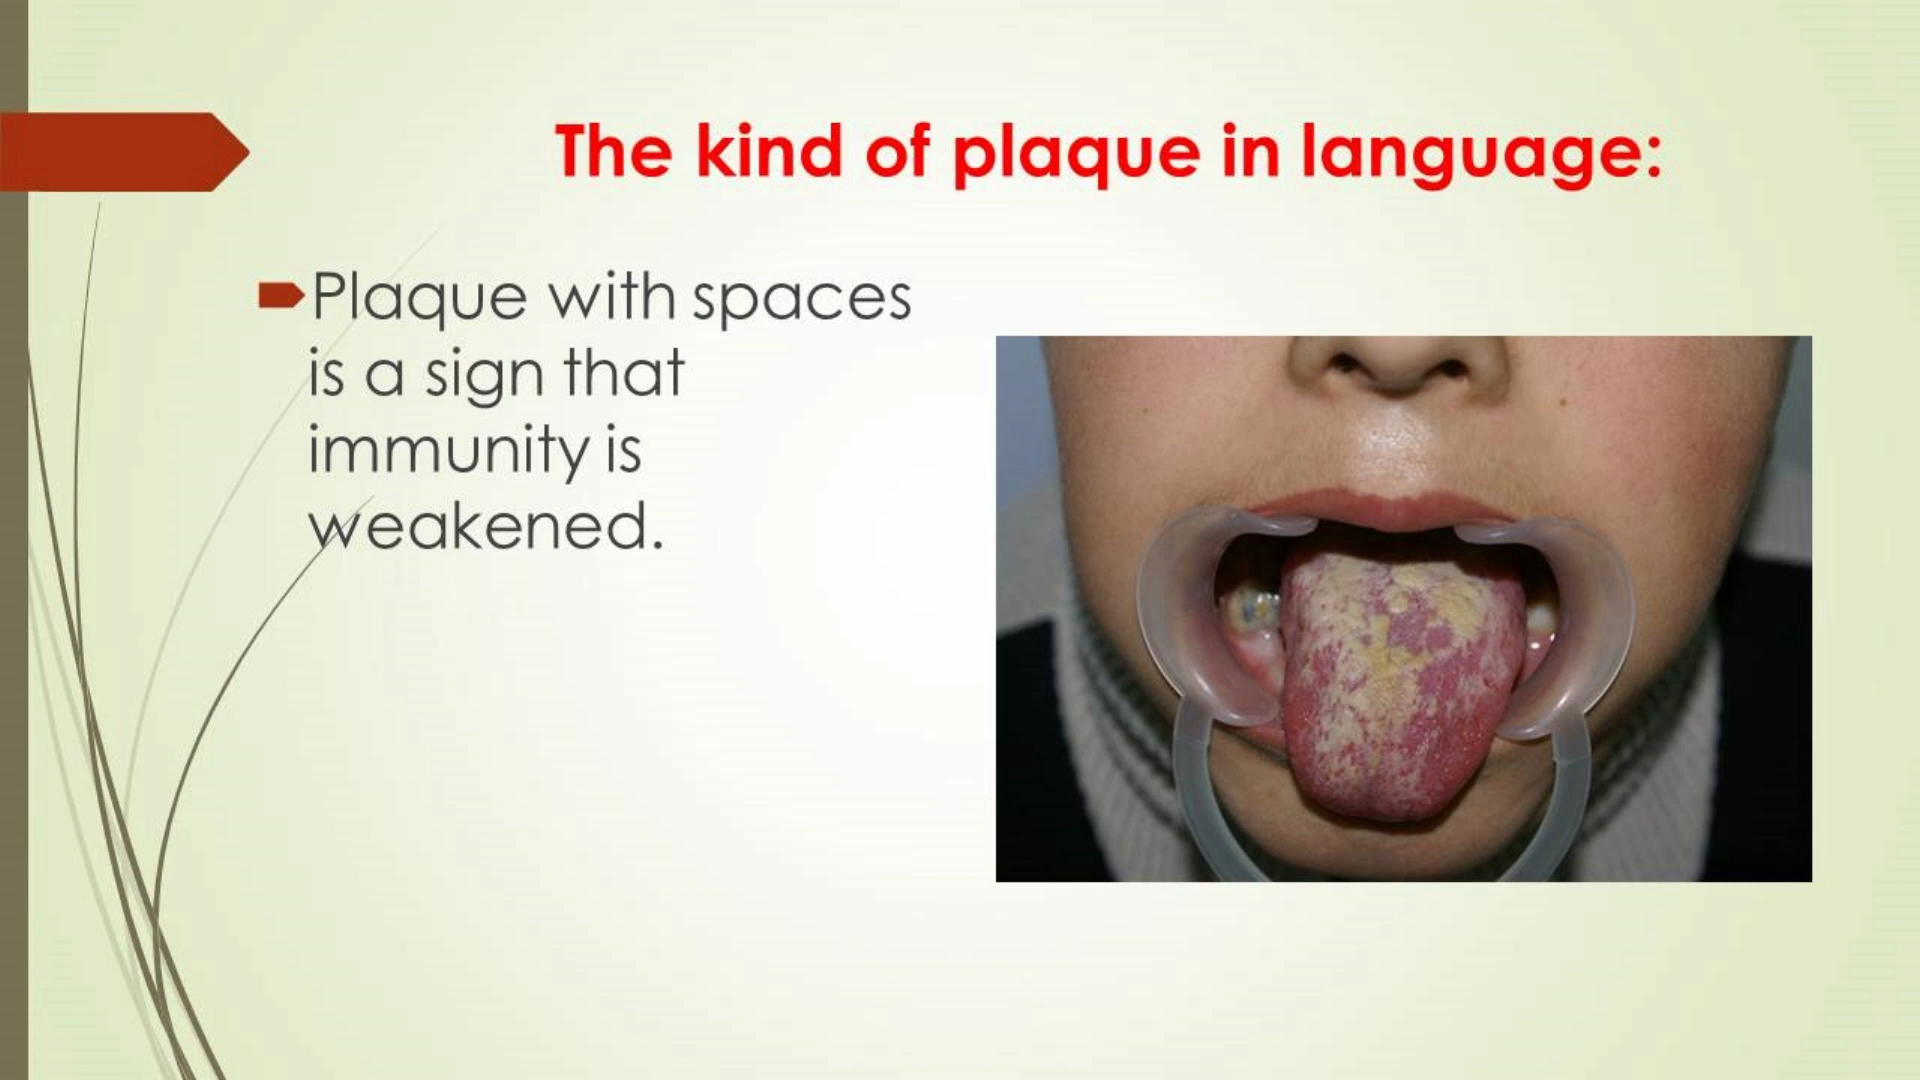 The kind of plaque in language:
Plaque with spaces
is a sign that
immunity is
weakened.